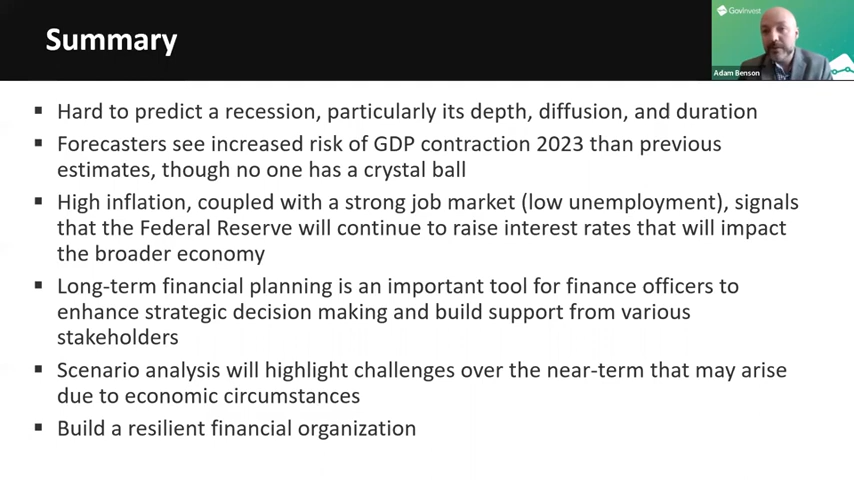 Summary
GovInvest
Adam Benson
▪ Hard to predict a recession, particularly its depth, diffusion, and duration
▪ Forecasters see increased risk of GDP contraction 2023 than previous
estimates, though no one has a crystal ball
▪ High inflation, coupled with a strong job market (low unemployment), signals
that the Federal Reserve will continue to raise interest rates that will impact
the broader economy
▪ Long-term financial planning is an important tool for finance officers to
enhance strategic decision making and build support from various
stakeholders
▪ Scenario analysis will highlight challenges over the near-term that may arise
due to economic circumstances
▪ Build a resilient financial organization